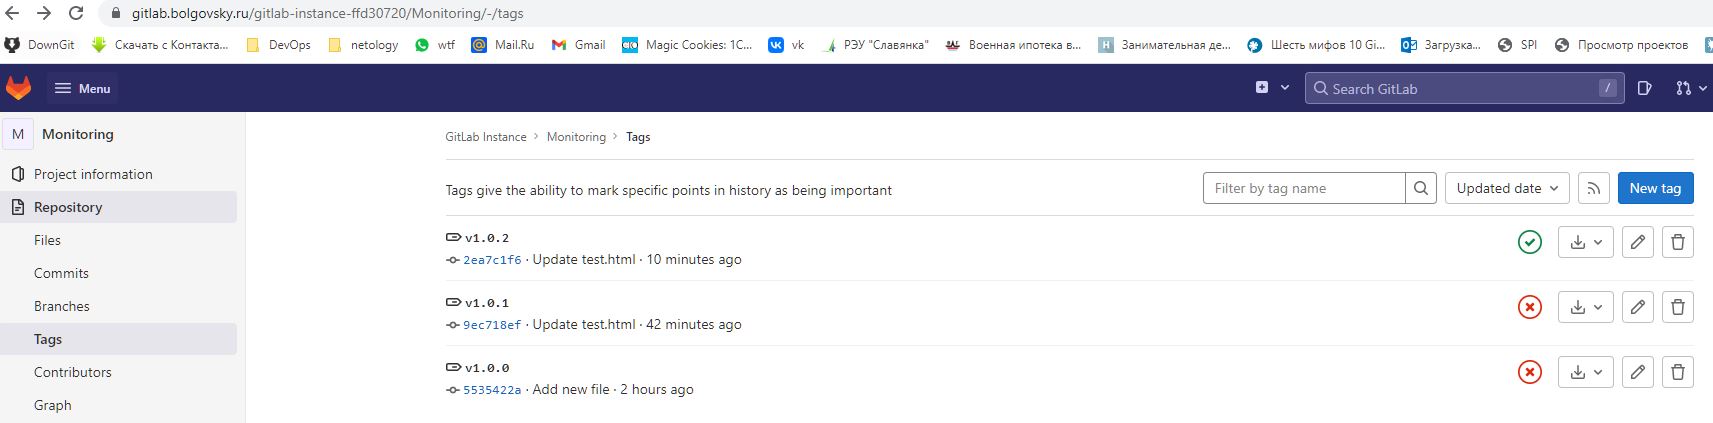 gitlab.bolgovsky.ru/gitlab-instance-ffd30720/Monitoring/-/tags
DownGit Скачать с Контакта... DevOps netology wtf Mail.Ru Gmail Magic Cookies: 1C... vk РЭУ "Славянка" Военная ипотека в... Занимательная де... Шесть мифов 10 Gi... Загрузка... SPI Просмотр проектов
Menu
Search GitLab /
M Monitoring
GitLab Instance > Monitoring > Tags
Project information
Tags give the ability to mark specific points in history as being important
Filter by tag name
Updated date
New tag
Repository
Files
Commits
Branches
Tags
Contributors
Graph
v1.0.2
2ea7c1f6 · Update test.html · 10 minutes ago
v1.0.1
9ec718ef · Update test.html · 42 minutes ago
v1.0.0
5535422a · Add new file · 2 hours ago